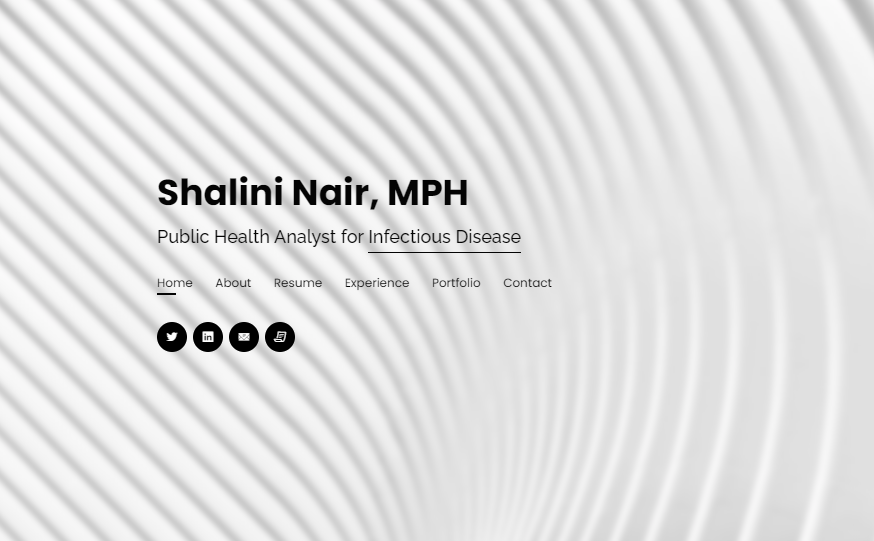 Shalini Nair, MPH
Public Health Analyst for Infectious Disease
Home About Resume Experience Portfolio Contact